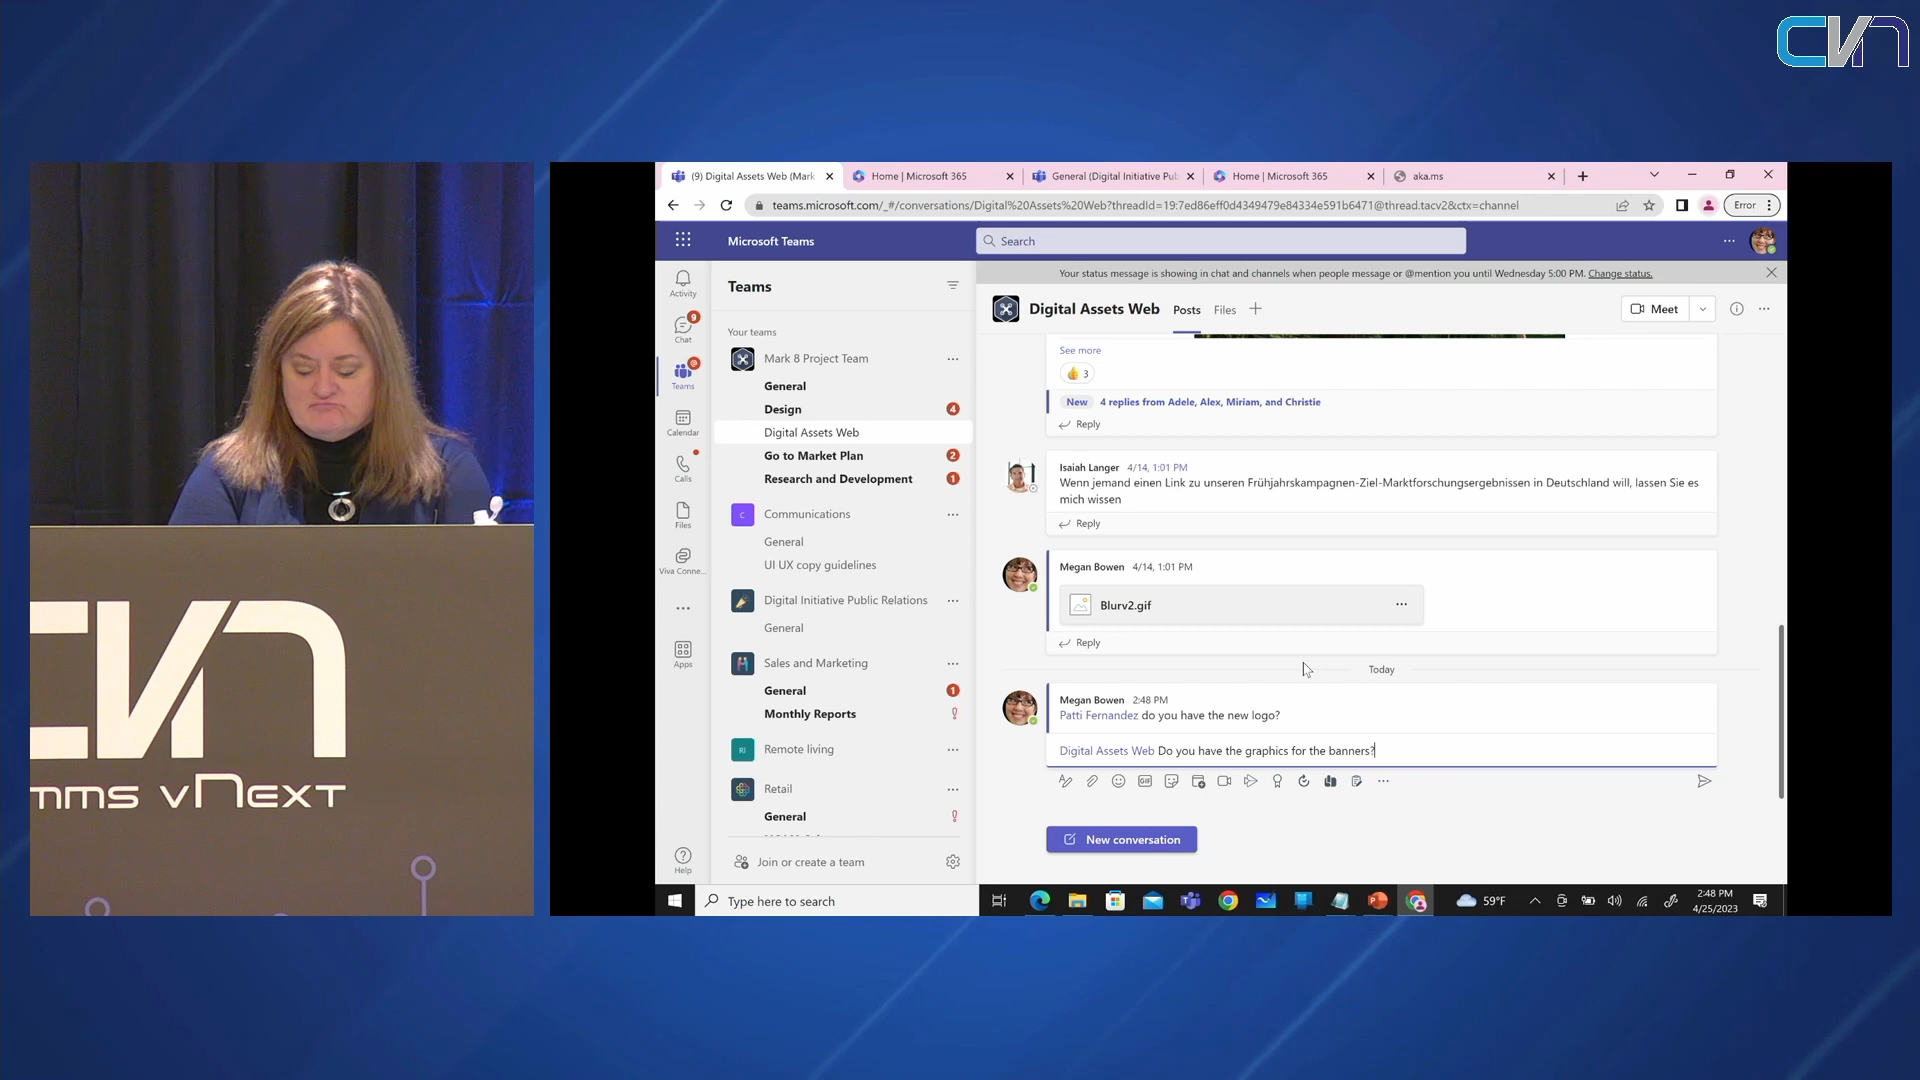 CVN
(9) Digital Assets Web (Mark
Home | Microsoft 365
General (Digital Initiative Pub
Home | Microsoft 365
aka.ms
teams.microsoft.com/_#/conversations/Digital%20Assets%20Web?threadId=19:7ed86eff0d4349479e84334e591b6471@thread.tacv2&ctx=channel
Error
Microsoft Teams
Search
Your status message is showing in chat and channels when people message or @mention you until Wednesday 5:00 PM. Change status.
Activity
9
Chat
Teams
Calendar
Calls
Files
Viva Conne...
Apps
Help
Teams
Your teams
Mark 8 Project Team
General
Design 4
Digital Assets Web
Go to Market Plan 2
Research and Development 1
C Communications
General
UI UX copy guidelines
Digital Initiative Public Relations
General
Sales and Marketing
General 1
Monthly Reports !
Rl Remote living
Retail
General !
Join or create a team
Digital Assets Web Posts Files
Meet
See more
3
New 4 replies from Adele, Alex, Miriam, and Christie
Reply
Isaiah Langer 4/14, 1:01 PM
Wenn jemand einen Link zu unseren Frühjahrskampagnen-Ziel-Marktforschungsergebnissen in Deutschland will, lassen Sie es
mich wissen
Reply
Megan Bowen 4/14, 1:01 PM
Blurv2.gif
Reply
Today
Megan Bowen 2:48 PM
Patti Fernandez do you have the new logo?
Digital Assets Web Do you have the graphics for the banners?
GIF
New conversation
Type here to search
59°F
2:48 PM
4/25/2023
CVN
mms vNext